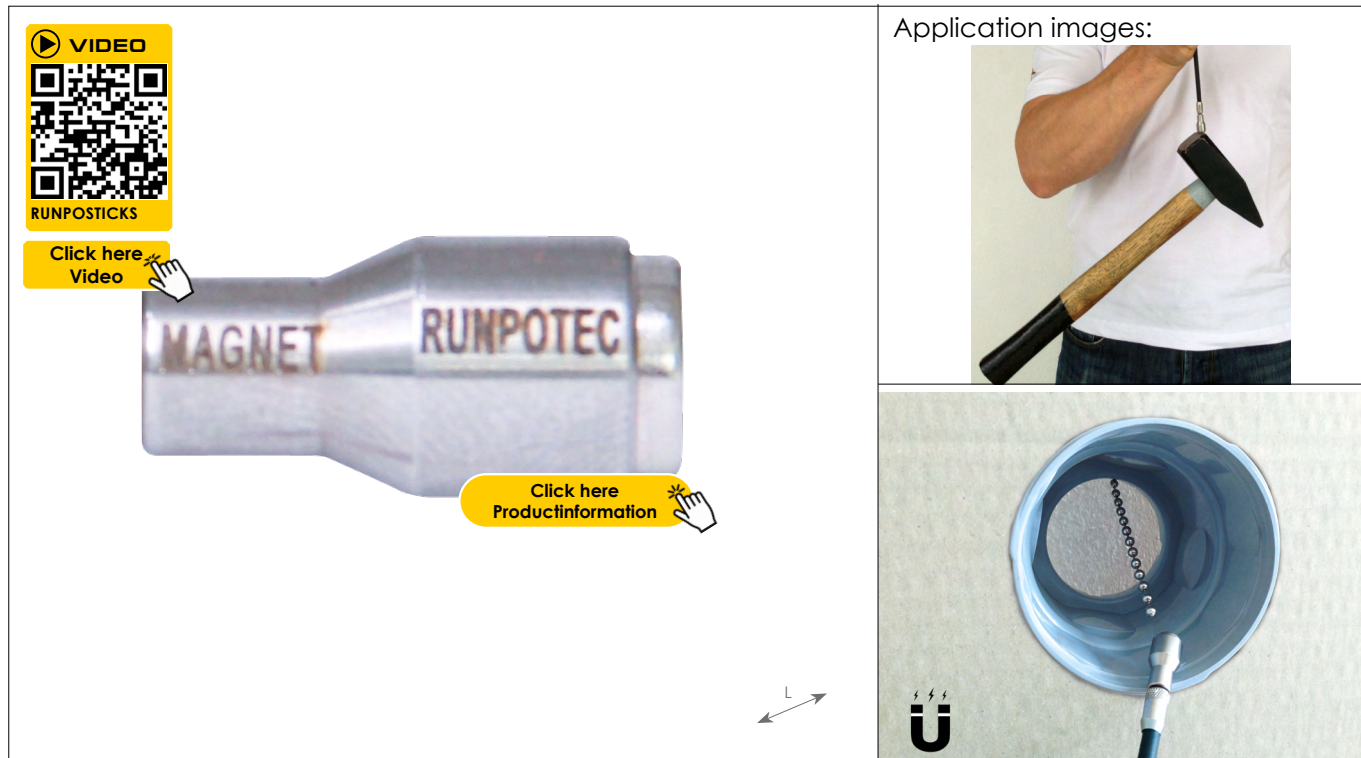 VIDEO
RUNPOSTICKS
Click here
Video
MAGNET
RUNPOTEC
Click here
Productinformation
L
Application images: